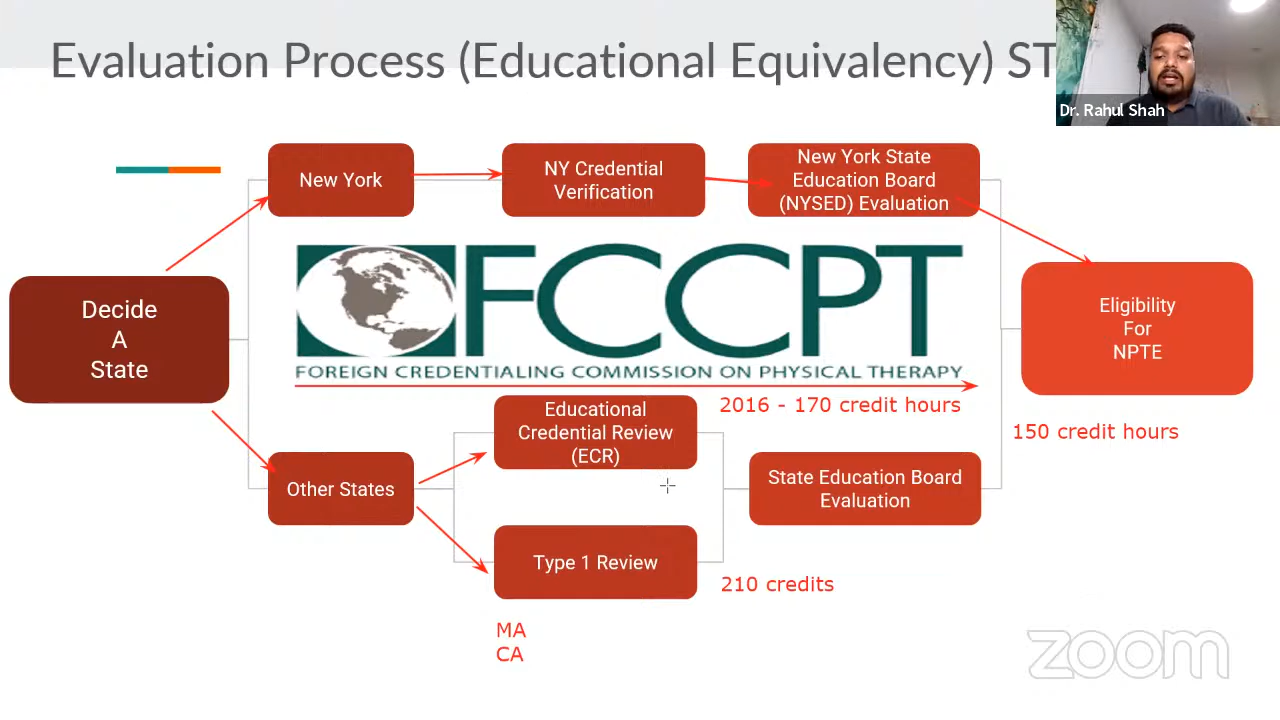 Evaluation Process (Educational Equivalency) ST
Dr. Rahul Shah
New York
NY Credential
Verification
New York State
Education Board
(NYSED) Evaluation
Decide
A
State
FCCPT
FOREIGN CREDENTIALING COMMISSION ON PHYSICAL THERAPY
Eligibility
For
NPTE
2016 - 170 credit hours
150 credit hours
Educational
Credential Review
(ECR)
Other States
State Education Board
Evaluation
Type 1 Review
210 credits
MA
CA
zoom